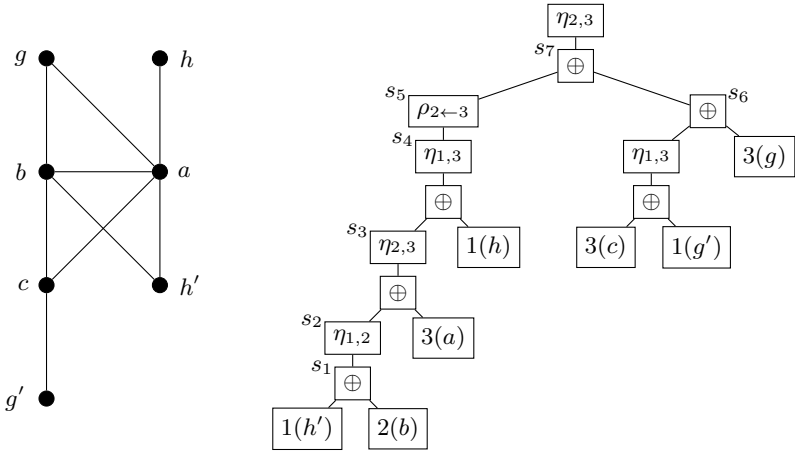 g
h
b
a
c
h′
g′
η2,3
s7
⊕
s5
ρ2←3
s6
⊕
s4
η1,3
η1,3
3(g)
⊕
⊕
s3
η2,3
1(h)
3(c)
1(g′)
⊕
s2
η1,2
3(a)
s1
⊕
1(h′)
2(b)